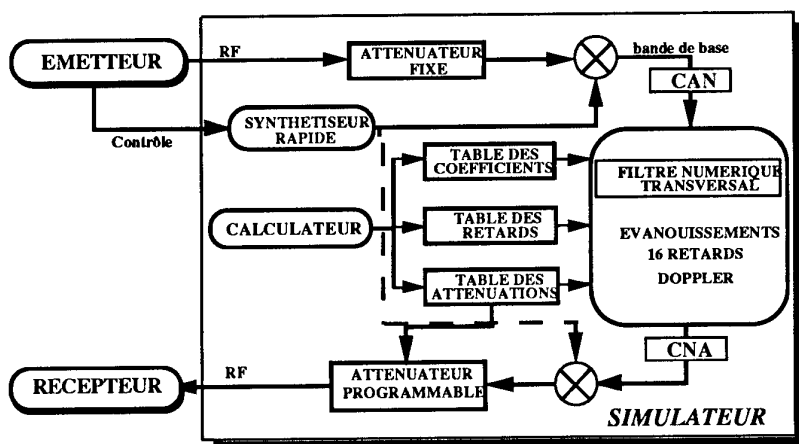 EMETTEUR
RF
ATTENUATEUR
FIXE
bande de base
CAN
Contrôle
SYNTHETISEUR
RAPIDE
TABLE DES
COEFFICIENTS
FILTRE NUMERIQUE
TRANSVERSAL
CALCULATEUR
TABLE DES
RETARDS
EVANOUISSEMENTS
16 RETARDS
DOPPLER
TABLE DES
ATTENUATIONS
CNA
RECEPTEUR
RF
ATTENUATEUR
PROGRAMMABLE
SIMULATEUR